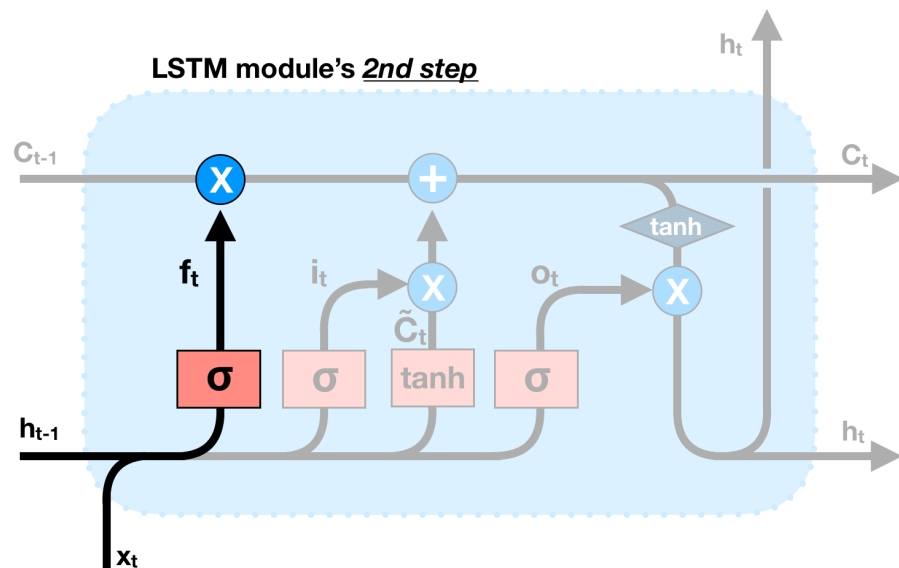 hₜ
LSTM module's 2nd step
Cₜ₋₁
Cₜ
X
+
tanh
fₜ
iₜ
X
oₜ
X
C̃ₜ
σ
σ
tanh
σ
hₜ₋₁
hₜ
xₜ